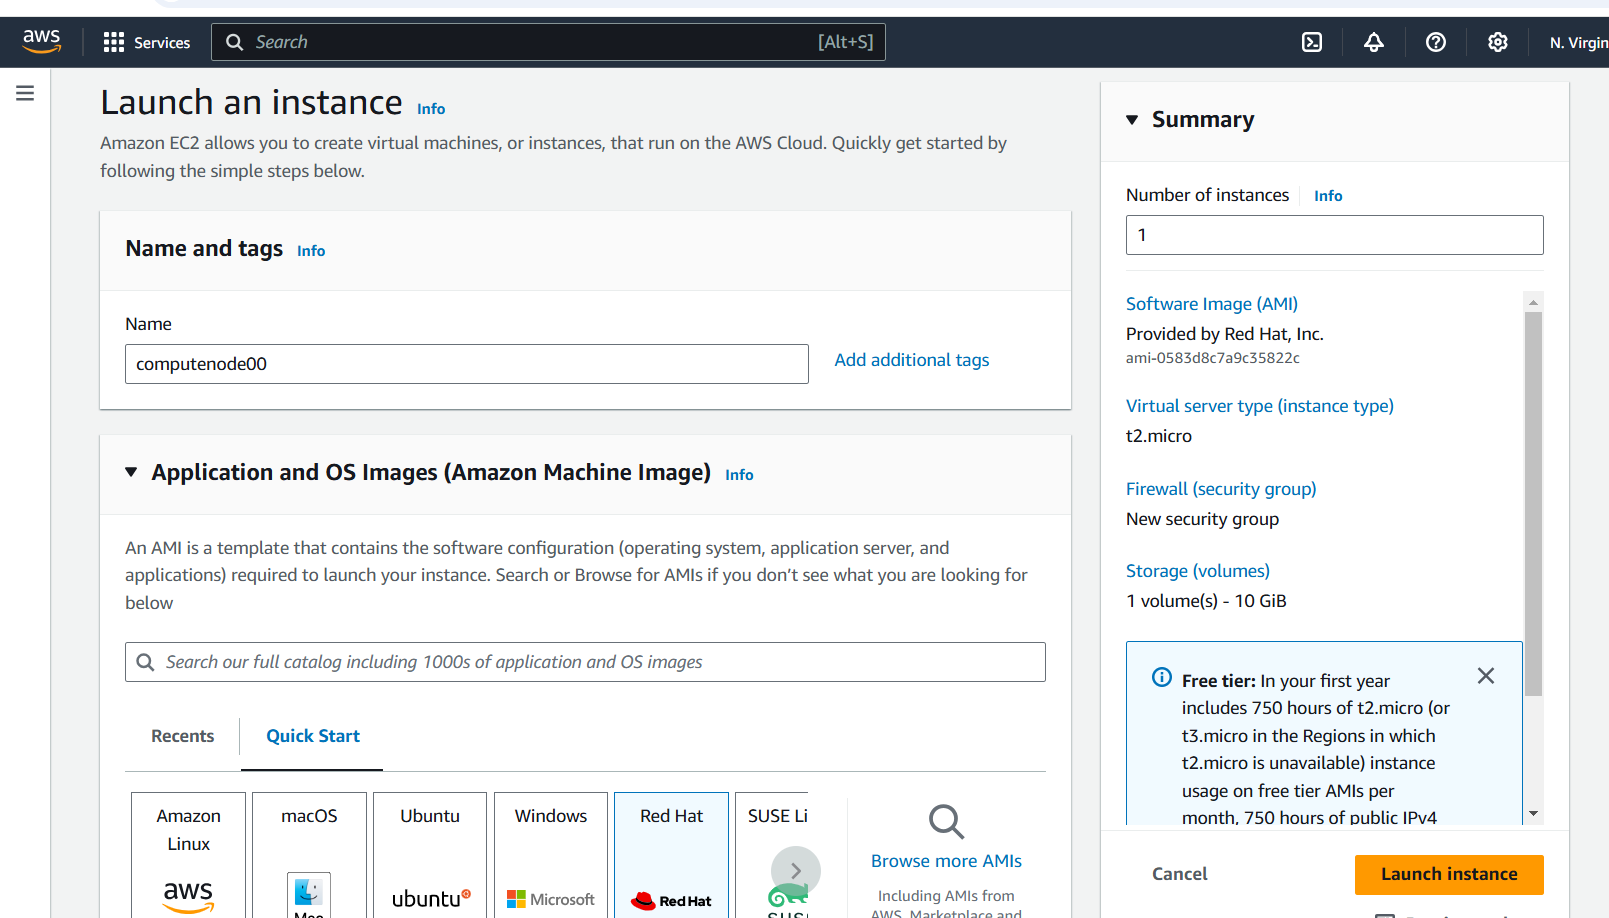 aws
Services
Search
[Alt+S]
N. Virgin
Launch an instance Info
Amazon EC2 allows you to create virtual machines, or instances, that run on the AWS Cloud. Quickly get started by
following the simple steps below.
Name and tags Info
Name
computenode00
Add additional tags
Application and OS Images (Amazon Machine Image) Info
An AMI is a template that contains the software configuration (operating system, application server, and
applications) required to launch your instance. Search or Browse for AMIs if you don’t see what you are looking for
below
Search our full catalog including 1000s of application and OS images
Recents
Quick Start
Amazon
Linux
aws
macOS
Mac
Ubuntu
ubuntu
Windows
Microsoft
Red Hat
Red Hat
SUSE Li
SUSE
Browse more AMIs
Including AMIs from
AWS, Marketplace and
Summary
Number of instances Info
1
Software Image (AMI)
Provided by Red Hat, Inc.
ami-0583d8c7a9c35822c
Virtual server type (instance type)
t2.micro
Firewall (security group)
New security group
Storage (volumes)
1 volume(s) - 10 GiB
Free tier: In your first year
includes 750 hours of t2.micro (or
t3.micro in the Regions in which
t2.micro is unavailable) instance
usage on free tier AMIs per
month, 750 hours of public IPv4
Cancel
Launch instance